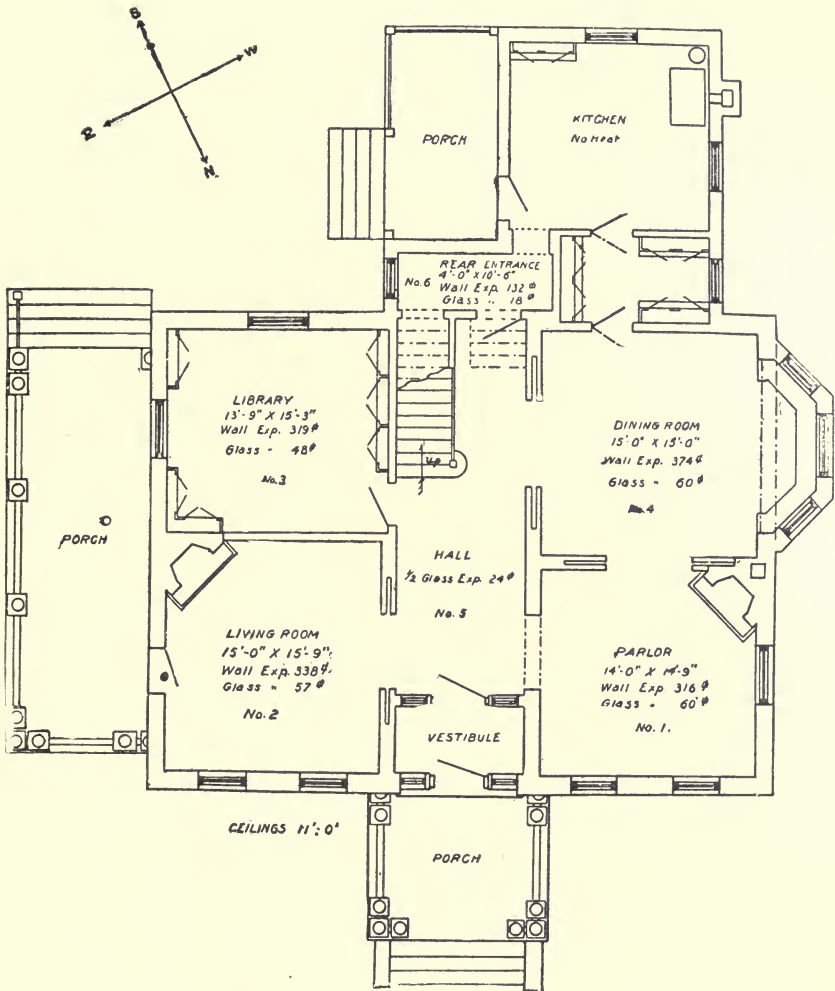 S
W
E
N
PORCH
KITCHEN
No Heat
REAR ENTRANCE
No.6 4'-0" X 10'-6"
Wall Exp. 132 ⌀
Glass " 18 ⌀
LIBRARY
13'-9" X 15'-3"
Wall Exp. 319 ⌀
Glass " 48 ⌀
No.3
Up
DINING ROOM
15'-0" X 15'-0"
Wall Exp. 374 ⌀
Glass " 60 ⌀
No.4
PORCH
HALL
1/2 Glass Exp. 24 ⌀
No. 5
LIVING ROOM
15'-0" X 15'-9"
Wall Exp. 338 ⌀
Glass " 57 ⌀
No.2
PARLOR
14'-0" X 14'-9"
Wall Exp. 316 ⌀
Glass " 60 ⌀
No. 1.
VESTIBULE
CEILINGS 11'-0"
PORCH